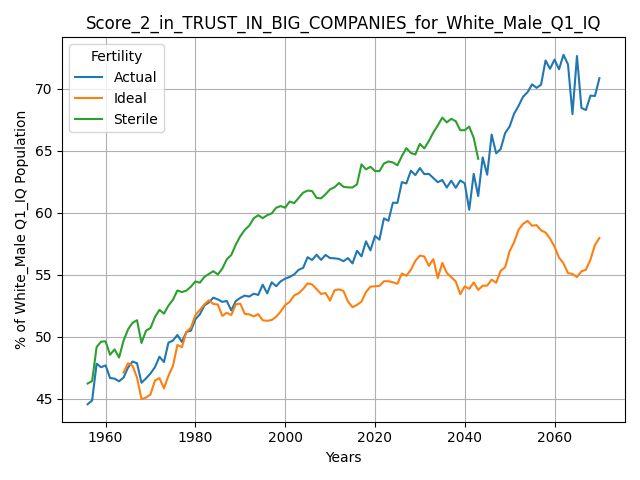 Score_2_in_TRUST_IN_BIG_COMPANIES_for_White_Male_Q1_IQ
Fertility
Actual
Ideal
Sterile
% of White_Male Q1_IQ Population
70
65
60
55
50
45
1960
1980
2000
2020
2040
2060
Years